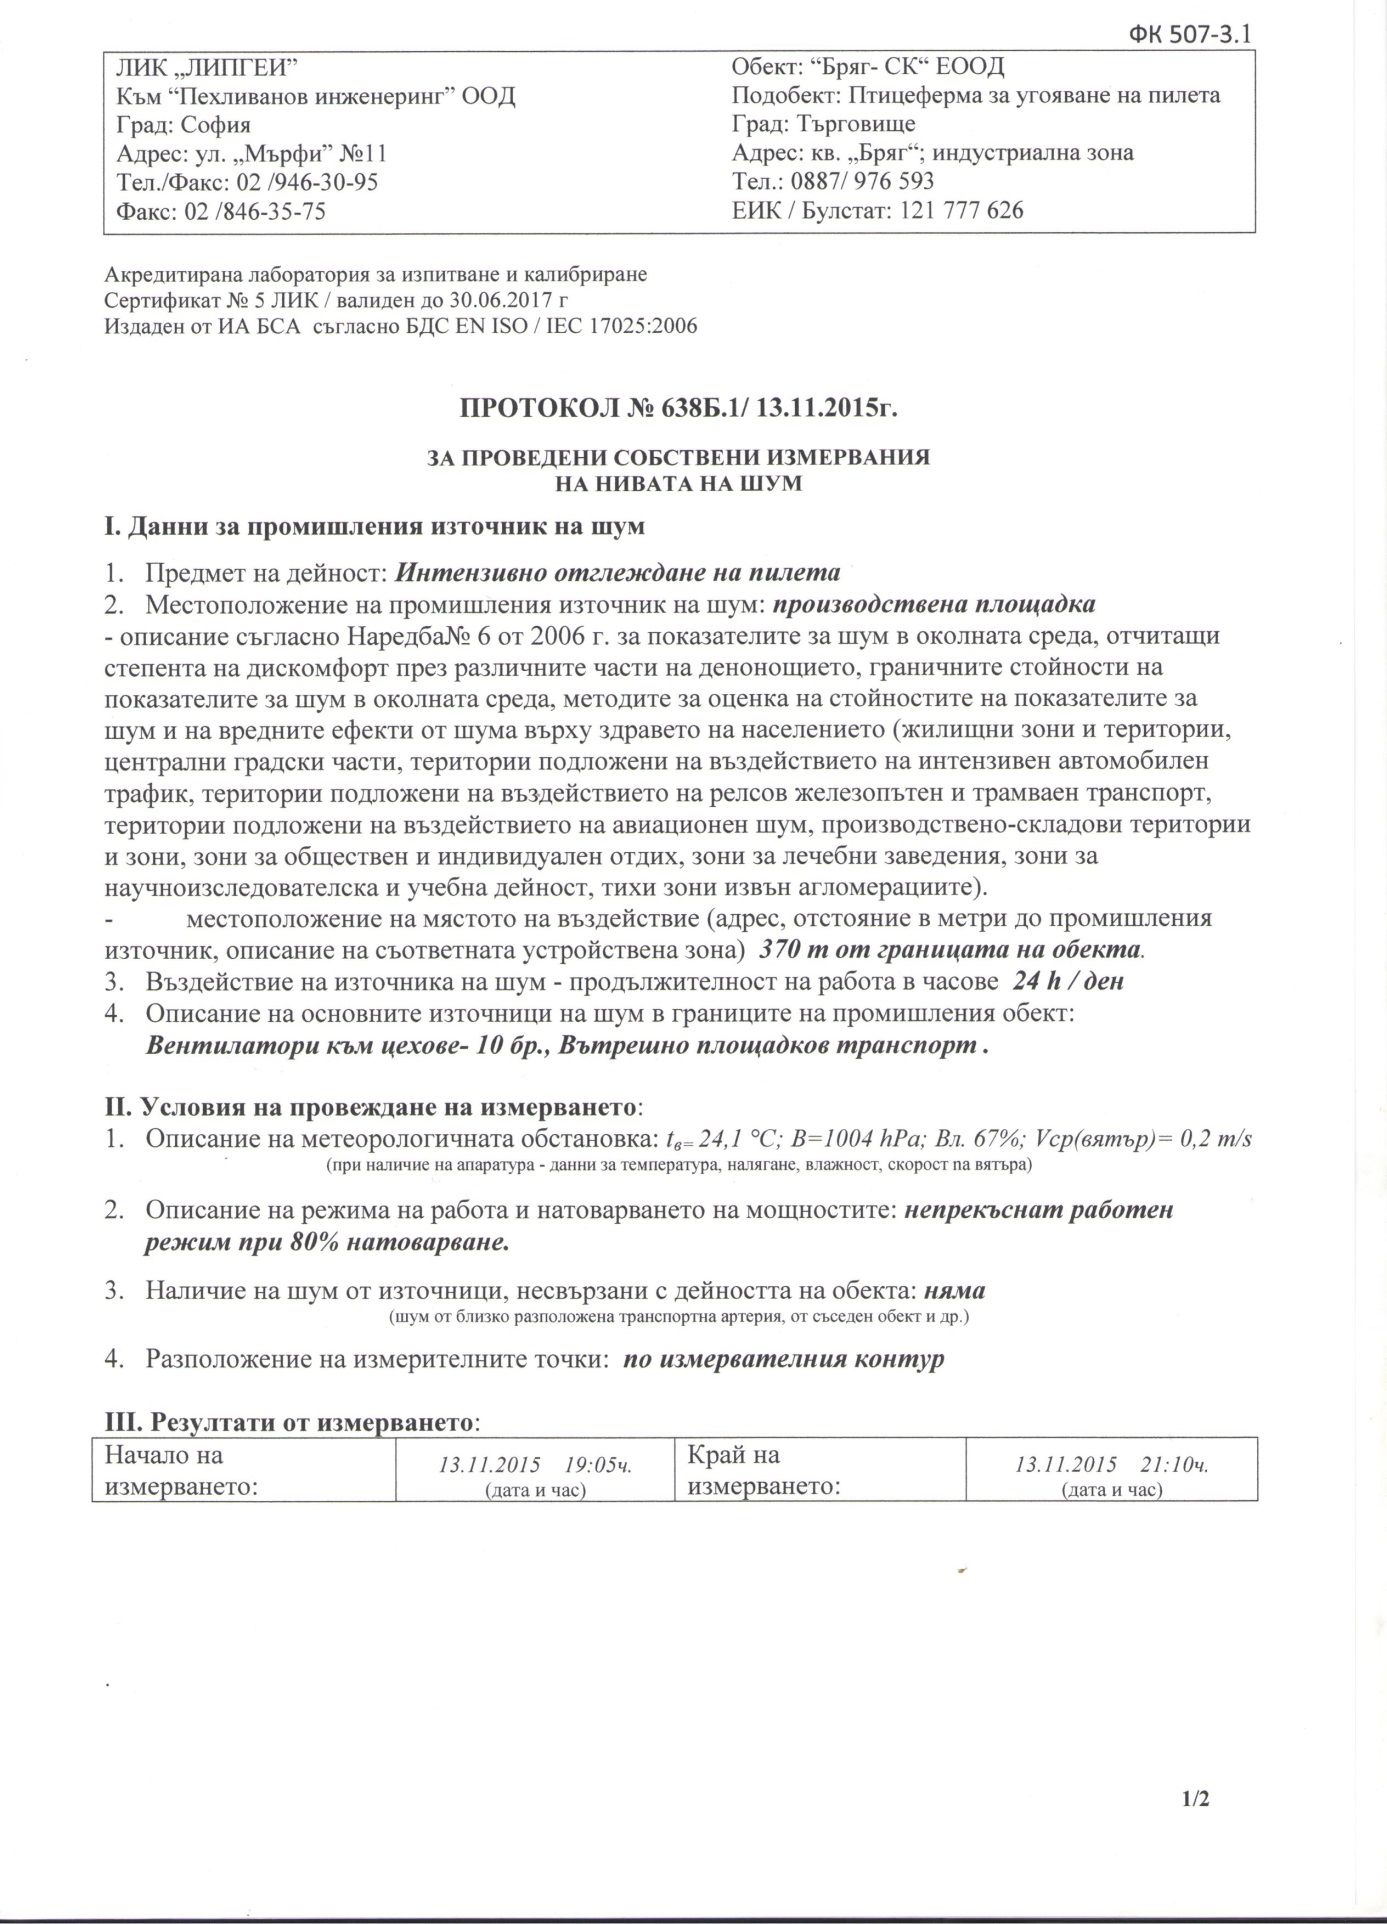 ФК 507-3.1
ЛИК „ЛИПГЕИ”
Към “Пехливанов инженеринг” ООД
Град: София
Адрес: ул. „Мърфи” №11
Тел./Факс: 02 /946-30-95
Факс: 02 /846-35-75
Обект: “Бряг- СК“ ЕООД
Подобект: Птицеферма за угояване на пилета
Град: Търговище
Адрес: кв. „Бряг“; индустриална зона
Тел.: 0887/ 976 593
ЕИК / Булстат: 121 777 626
Акредитирана лаборатория за изпитване и калибриране
Сертификат № 5 ЛИК / валиден до 30.06.2017 г
Издаден от ИА БСА съгласно БДС EN ISO / IEC 17025:2006
ПРОТОКОЛ № 638Б.1/ 13.11.2015г.
ЗА ПРОВЕДЕНИ СОБСТВЕНИ ИЗМЕРВАНИЯ
НА НИВАТА НА ШУМ
I. Данни за промишления източник на шум
1. Предмет на дейност: Интензивно отглеждане на пилета
2. Местоположение на промишления източник на шум: производствена площадка
- описание съгласно Наредба№ 6 от 2006 г. за показателите за шум в околната среда, отчитащи
степента на дискомфорт през различните части на денонощието, граничните стойности на
показателите за шум в околната среда, методите за оценка на стойностите на показателите за
шум и на вредните ефекти от шума върху здравето на населението (жилищни зони и територии,
централни градски части, територии подложени на въздействието на интензивен автомобилен
трафик, територии подложени на въздействието на релсов железопътен и трамваен транспорт,
територии подложени на въздействието на авиационен шум, производствено-складови територии
и зони, зони за обществен и индивидуален отдих, зони за лечебни заведения, зони за
научноизследователска и учебна дейност, тихи зони извън агломерациите).
- местоположение на мястото на въздействие (адрес, отстояние в метри до промишления
източник, описание на съответната устройствена зона) 370 m от границата на обекта.
3. Въздействие на източника на шум - продължителност на работа в часове 24 h / ден
4. Описание на основните източници на шум в границите на промишления обект:
Вентилатори към цехове- 10 бр., Вътрешно площадков транспорт .
II. Условия на провеждане на измерването:
1. Описание на метеорологичната обстановка: tв= 24,1 °C; B=1004 hPa; Вл. 67%; Vср(вятър)= 0,2 m/s
(при наличие на апаратура - данни за температура, налягане, влажност, скорост na вятъра)
2. Описание на режима на работа и натоварването на мощностите: непрекъснат работен
режим при 80% натоварване.
3. Наличие на шум от източници, несвързани с дейността на обекта: няма
(шум от близко разположена транспортна артерия, от съседен обект и др.)
4. Разположение на измерителните точки: по измервателния контур
III. Резултати от измерването:
Начало на
измерването:
13.11.2015 19:05ч.
(дата и час)
Край на
измерването:
13.11.2015 21:10ч.
(дата и час)
1/2